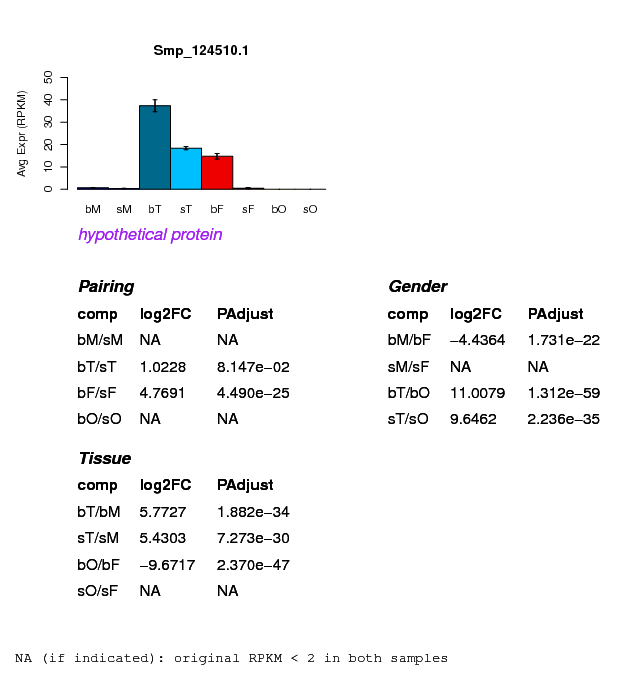 Smp_124510.1
Avg Expr (RPKM)
50
40
30
20
10
0
bM sM bT sT bF sF bO sO
hypothetical protein
Pairing
comp log2FC PAdjust
bM/sM NA NA
bT/sT 1.0228 8.147e−02
bF/sF 4.7691 4.490e−25
bO/sO NA NA
Gender
comp log2FC PAdjust
bM/bF −4.4364 1.731e−22
sM/sF NA NA
bT/bO 11.0079 1.312e−59
sT/sO 9.6462 2.236e−35
Tissue
comp log2FC PAdjust
bT/bM 5.7727 1.882e−34
sT/sM 5.4303 7.273e−30
bO/bF −9.6717 2.370e−47
sO/sF NA NA
NA (if indicated): original RPKM < 2 in both samples